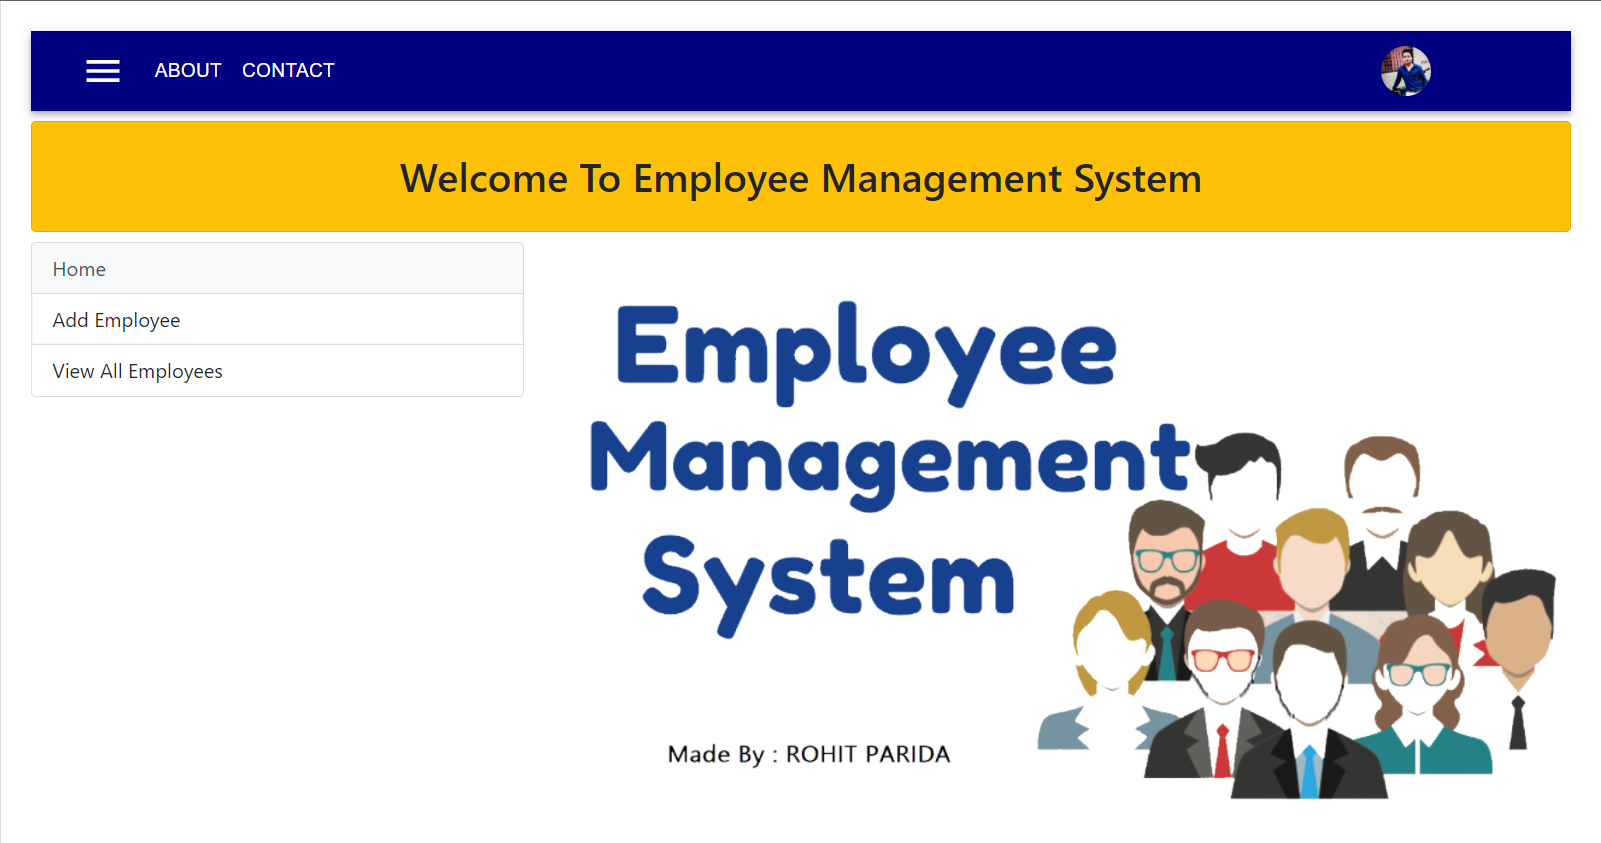 ABOUT CONTACT
Welcome To Employee Management System
Home
Add Employee
View All Employees
Employee
Management
System
Made By : ROHIT PARIDA